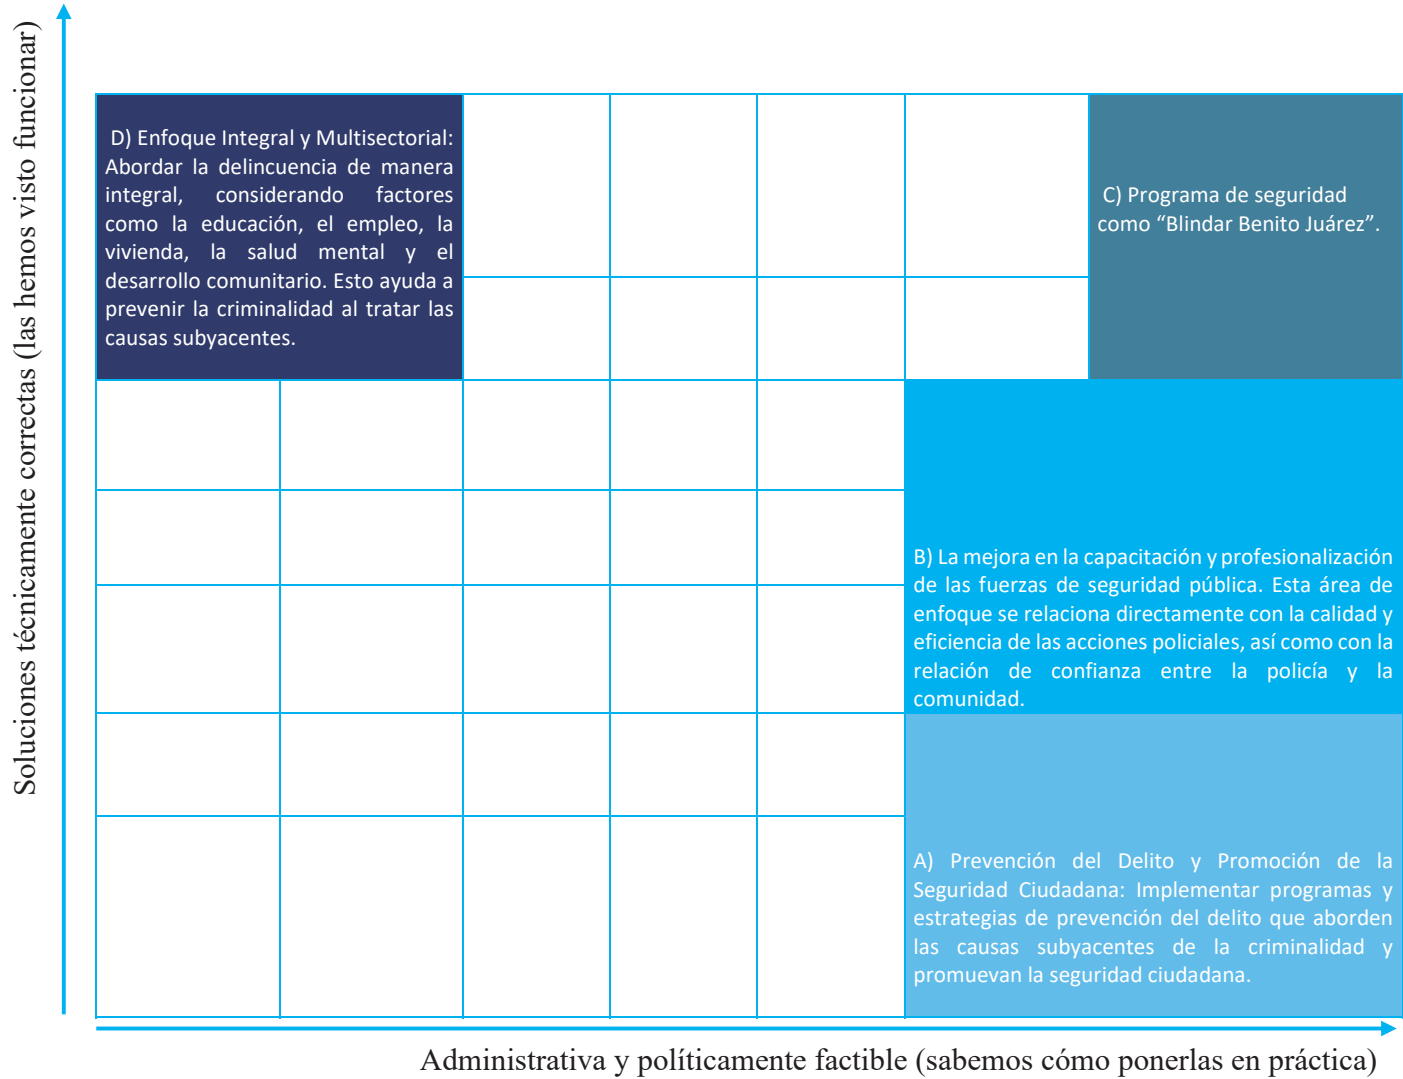 Soluciones técnicamente correctas (las hemos visto funcionar)
D) Enfoque Integral y Multisectorial:
Abordar la delincuencia de manera
integral, considerando factores
como la educación, el empleo, la
vivienda, la salud mental y el
desarrollo comunitario. Esto ayuda a
prevenir la criminalidad al tratar las
causas subyacentes.
C) Programa de seguridad
como “Blindar Benito Juárez”.
B) La mejora en la capacitación y profesionalización
de las fuerzas de seguridad pública. Esta área de
enfoque se relaciona directamente con la calidad y
eficiencia de las acciones policiales, así como con la
relación de confianza entre la policía y la
comunidad.
A) Prevención del Delito y Promoción de la
Seguridad Ciudadana: Implementar programas y
estrategias de prevención del delito que aborden
las causas subyacentes de la criminalidad y
promuevan la seguridad ciudadana.
Administrativa y políticamente factible (sabemos cómo ponerlas en práctica)